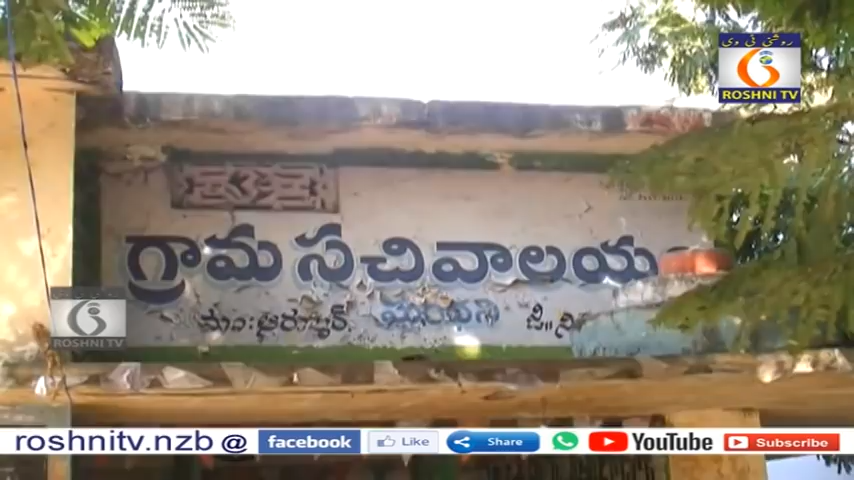 روشنی ٹی وی
ROSHNI TV
గ్రామ సచివాలయ
మం: ఆర్మూర్
ROSHNI TV
roshnitv.nzb @ facebook Like Share YouTube Subscribe